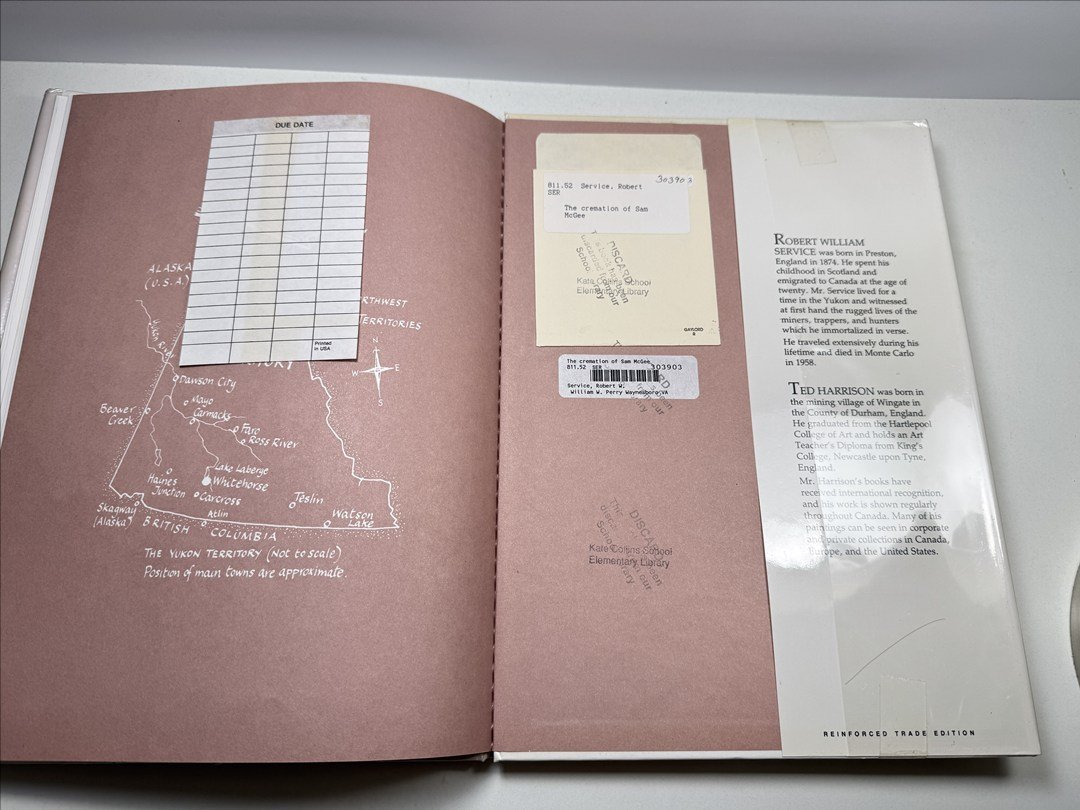 DUE DATE
Printed
in USA
ALASKA
(U.S.A.)
RTHWEST
ERRITORIES
N
W
E
S
Yukon River
Dawson City
Mayo
Beaver
Creek
Carmacks
Faro
Ross River
Lake Laberge
Haines
Junction
Whitehorse
Carcross
Teslin
Skagway
(Alaska)
Atlin
Watson
Lake
BRITISH COLUMBIA
THE YUKON TERRITORY (Not to scale)
Position of main towns are approximate.
303903
811.52 Service, Robert
SER
The cremation of Sam
McGee
DISCARD
Kate Collins School
Elementary Library
GAYLORD
The cremation of Sam McGee
811.52 SER 303903
Service, Robert W.
William W. Perry Waynesboro VA
DISCARD
Kate Collins School
Elementary Library
ROBERT WILLIAM
SERVICE was born in Preston,
England in 1874. He spent his
childhood in Scotland and
emigrated to Canada at the age of
twenty. Mr. Service lived for a
time in the Yukon and witnessed
at first hand the rugged lives of the
miners, trappers, and hunters
which he immortalized in verse.
He traveled extensively during his
lifetime and died in Monte Carlo
in 1958.
TED HARRISON was born in
the mining village of Wingate in
the County of Durham, England.
He graduated from the Hartlepool
College of Art and holds an Art
Teacher's Diploma from King's
College, Newcastle upon Tyne,
England.
Mr. Harrison's books have
received international recognition,
and his work is shown regularly
throughout Canada. Many of his
paintings can be seen in corporate
and private collections in Canada,
Europe, and the United States.
REINFORCED TRADE EDITION